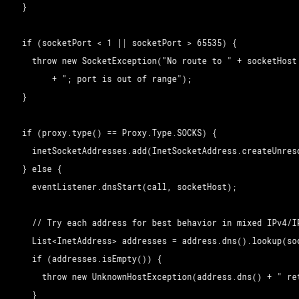 }
if (socketPort < 1 || socketPort > 65535) {
throw new SocketException("No route to " + socketHost
+ "; port is out of range");
}
if (proxy.type() == Proxy.Type.SOCKS) {
inetSocketAddresses.add(InetSocketAddress.createUnreso
} else {
eventListener.dnsStart(call, socketHost);
// Try each address for best behavior in mixed IPv4/IP
List<InetAddress> addresses = address.dns().lookup(soc
if (addresses.isEmpty()) {
throw new UnknownHostException(address.dns() + " ret
}